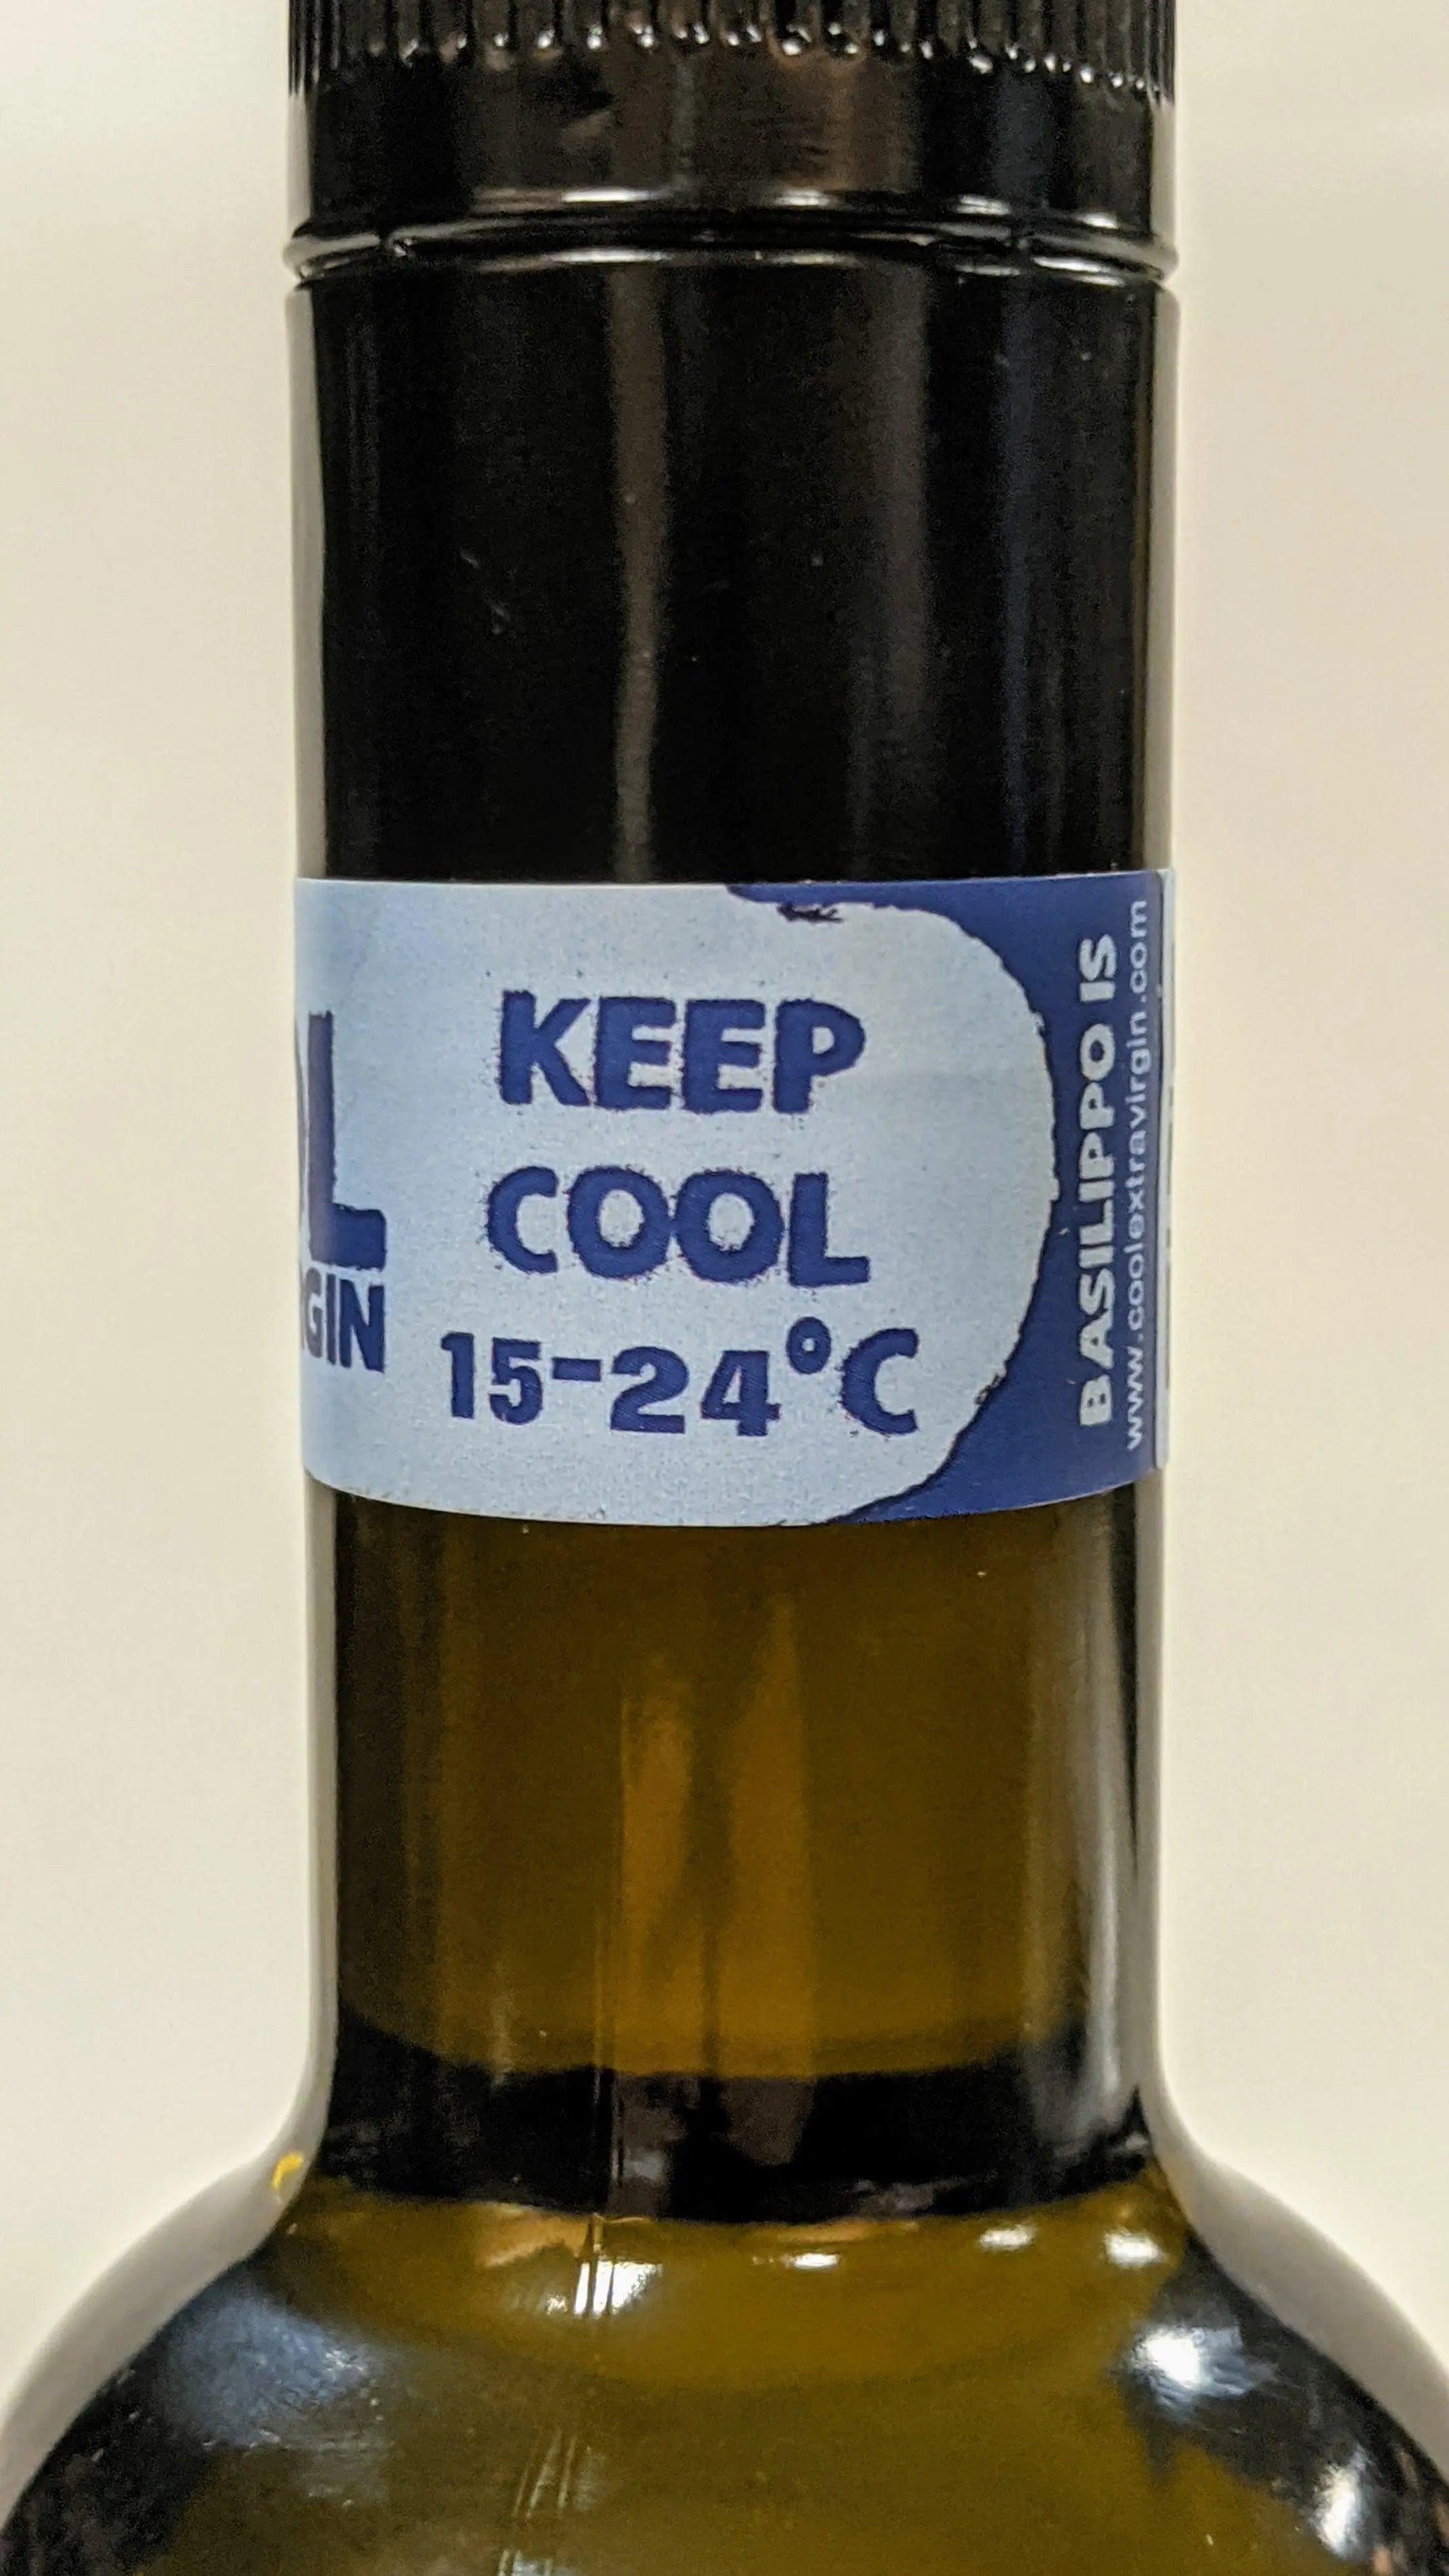 KEEP
COOL
15-24°C
BASILIPPO IS
www.coolextravirgin.com